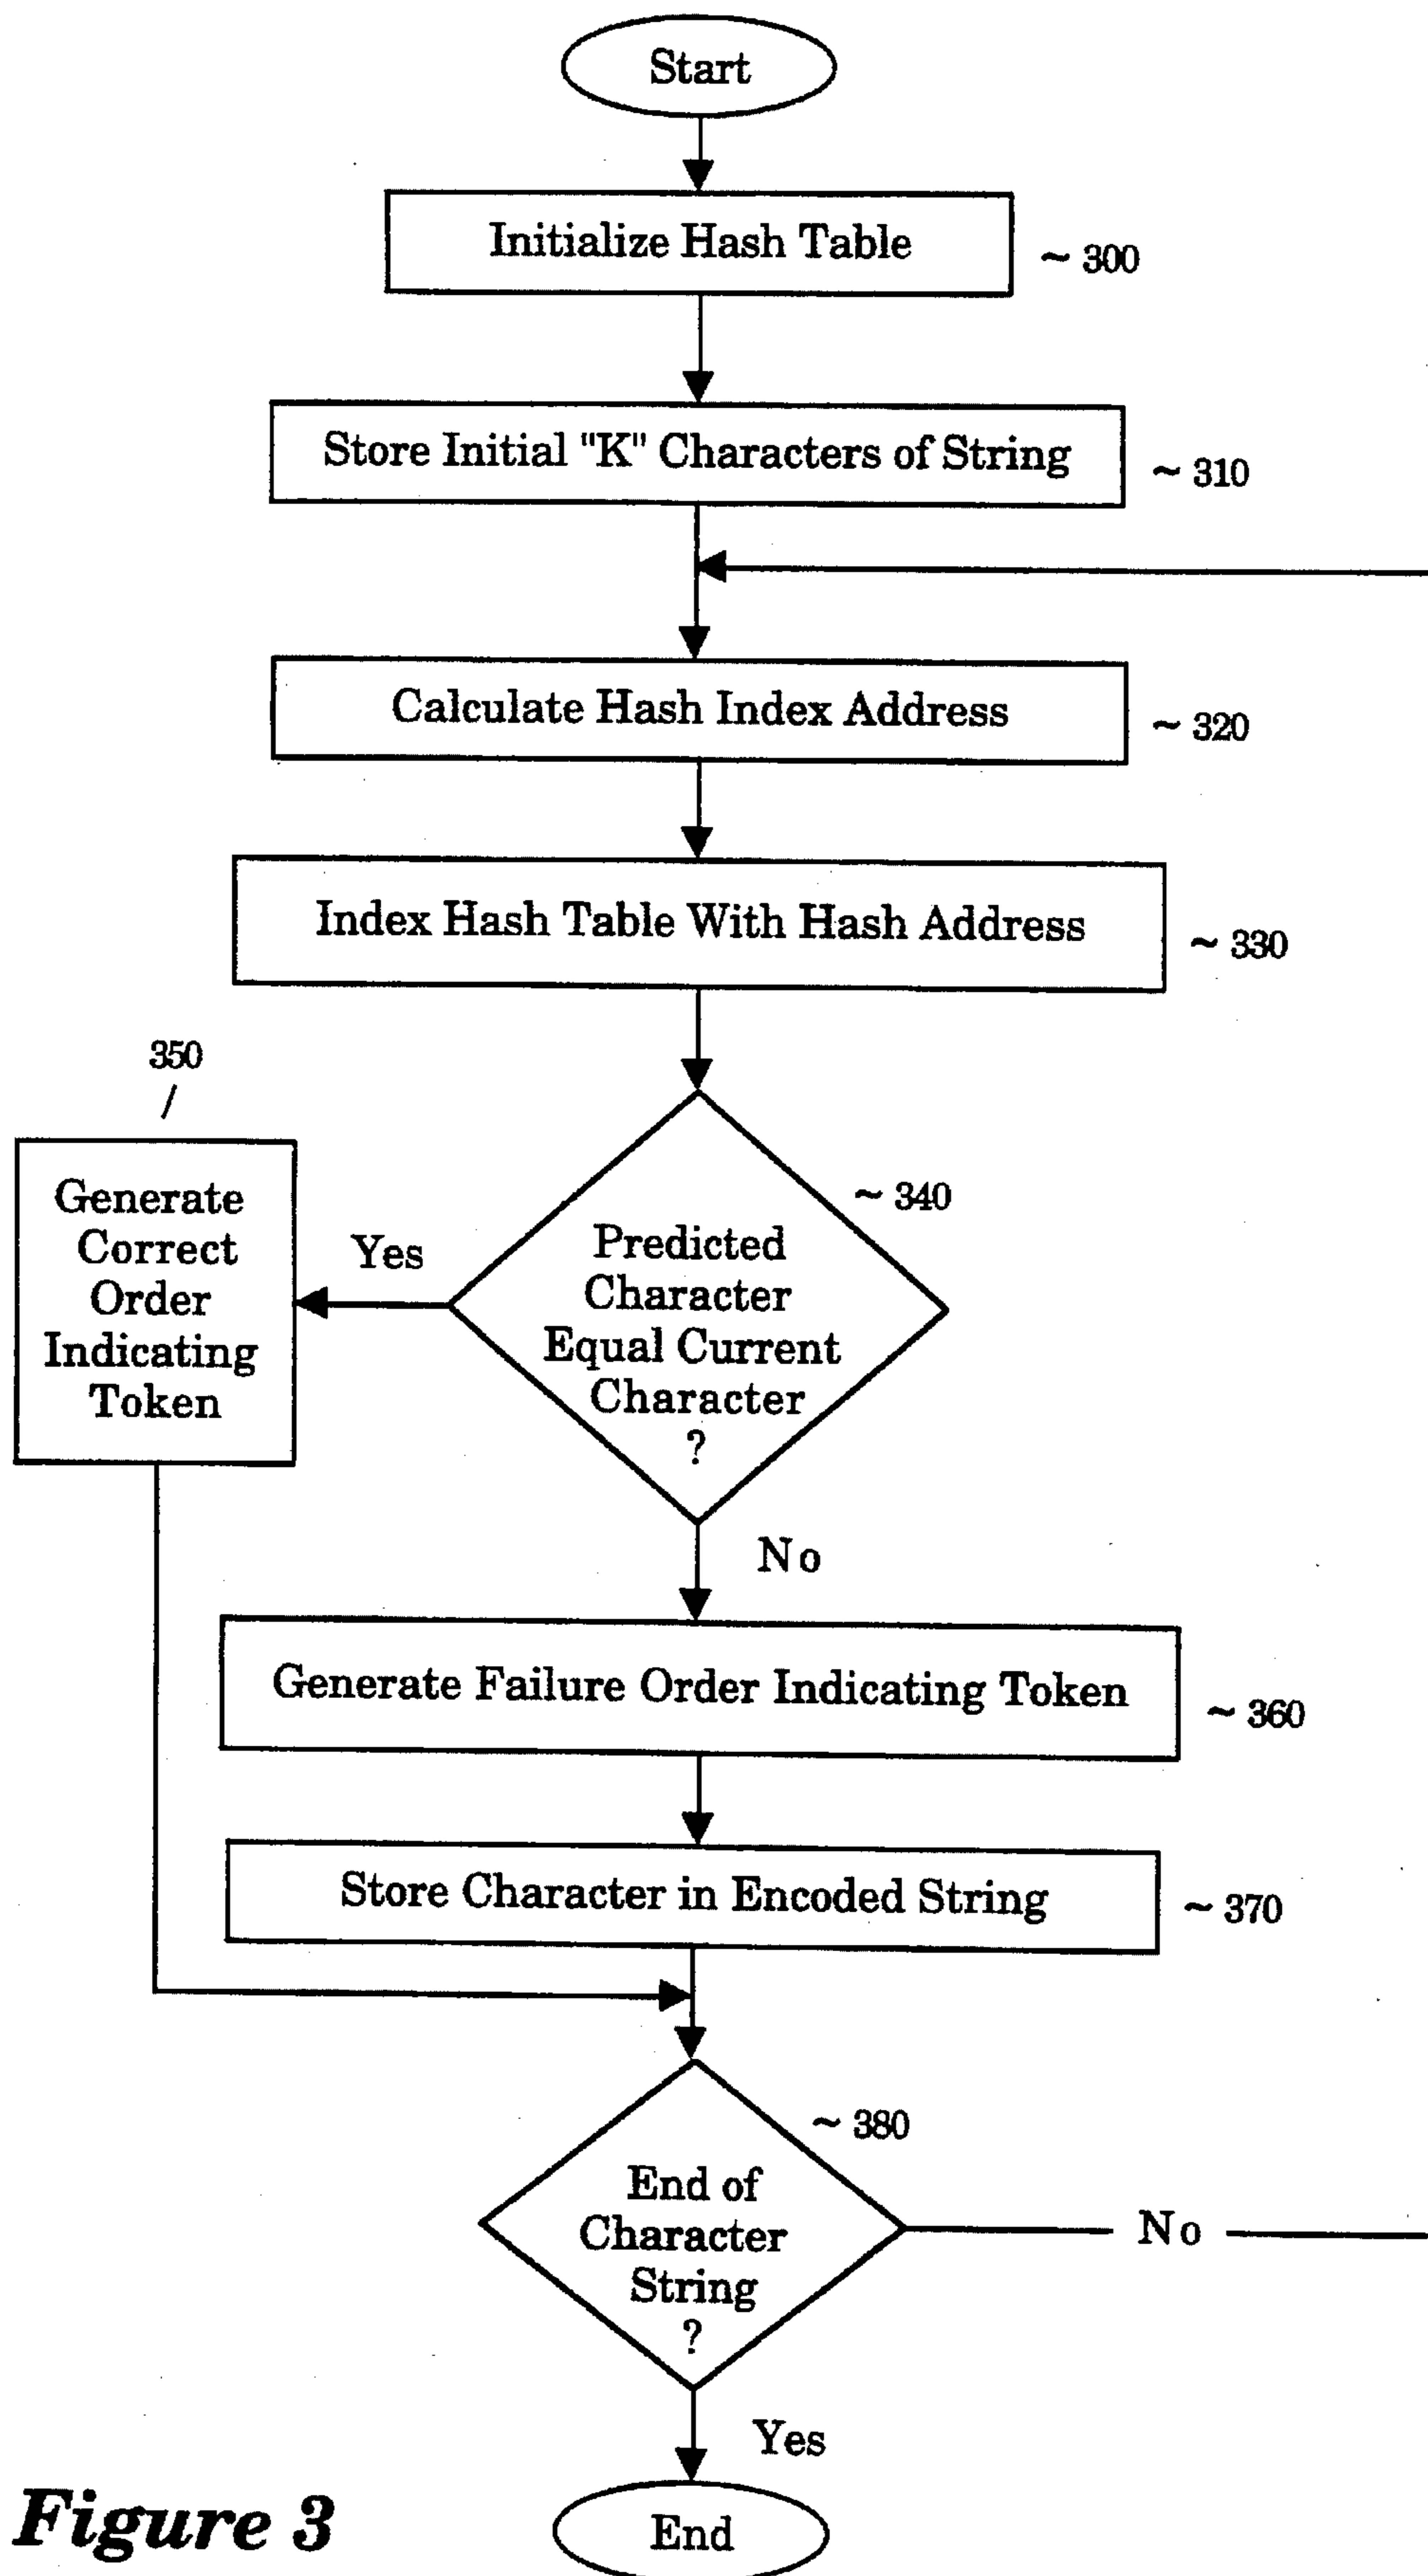 Start
Initialize Hash Table
~ 300
Store Initial "K" Characters of String
~ 310
Calculate Hash Index Address
~ 320
Index Hash Table With Hash Address
~ 330
350
Generate
Correct
Order
Indicating
Token
Yes
~ 340
Predicted
Character
Equal Current
Character
?
No
Generate Failure Order Indicating Token
~ 360
Store Character in Encoded String
~ 370
~ 380
End of
Character
String
?
No
Yes
End
Figure 3